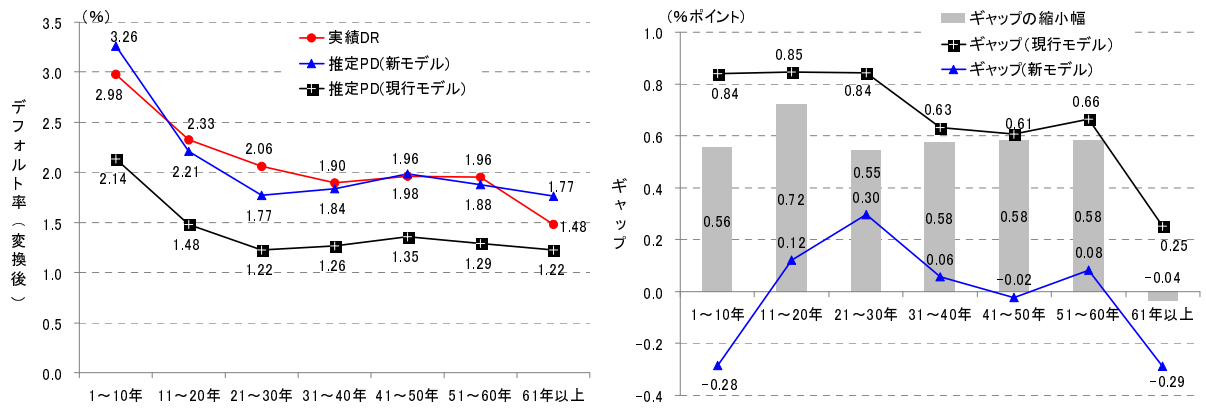 (%)
3.5
3.0
2.5
2.0
1.5
1.0
0.5
0.0
デフォルト率(変換後)
実績DR
推定PD(新モデル)
推定PD(現行モデル)
3.26
2.98
2.33
2.06
1.90
1.96
1.96
1.77
2.14
2.21
1.77
1.84
1.98
1.88
1.48
1.48
1.22
1.26
1.35
1.29
1.22
1~10年
11~20年
21~30年
31~40年
41~50年
51~60年
61年以上
(%ポイント)
1.0
0.8
0.6
0.4
0.2
0.0
-0.2
-0.4
ギャップ
ギャップの縮小幅
ギャップ(現行モデル)
ギャップ(新モデル)
0.84
0.85
0.84
0.63
0.61
0.66
0.25
0.56
0.72
0.55
0.58
0.58
0.58
-0.04
-0.28
0.12
0.30
0.06
-0.02
0.08
-0.29
1~10年
11~20年
21~30年
31~40年
41~50年
51~60年
61年以上